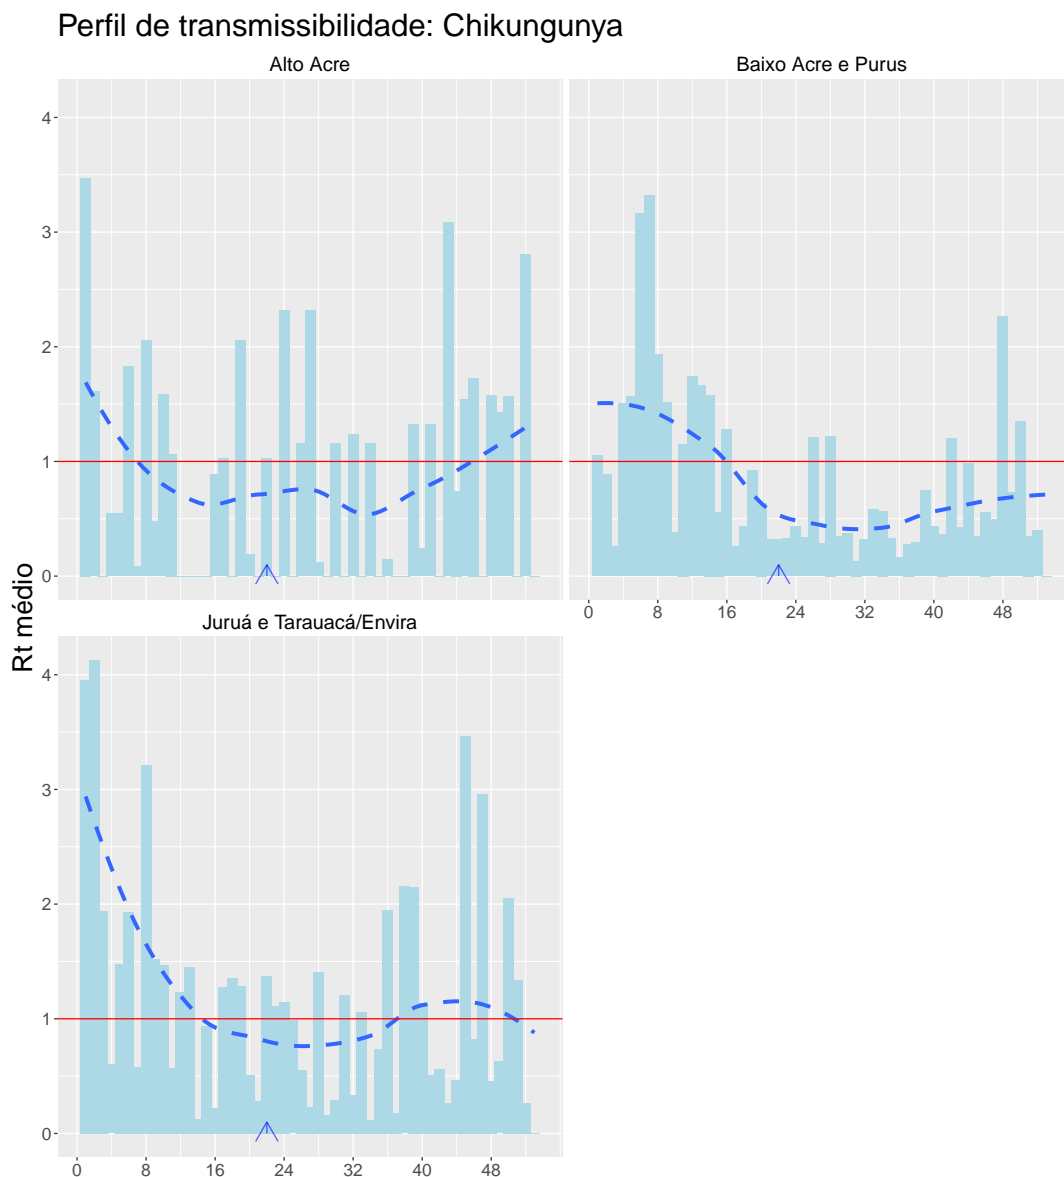 Perfil de transmissibilidade: Chikungunya
Alto Acre
Baixo Acre e Purus
4
3
2
1
0
0 8 16 24 32 40 48
Rt médio
Juruá e Tarauacá/Envira
4
3
2
1
0
0 8 16 24 32 40 48